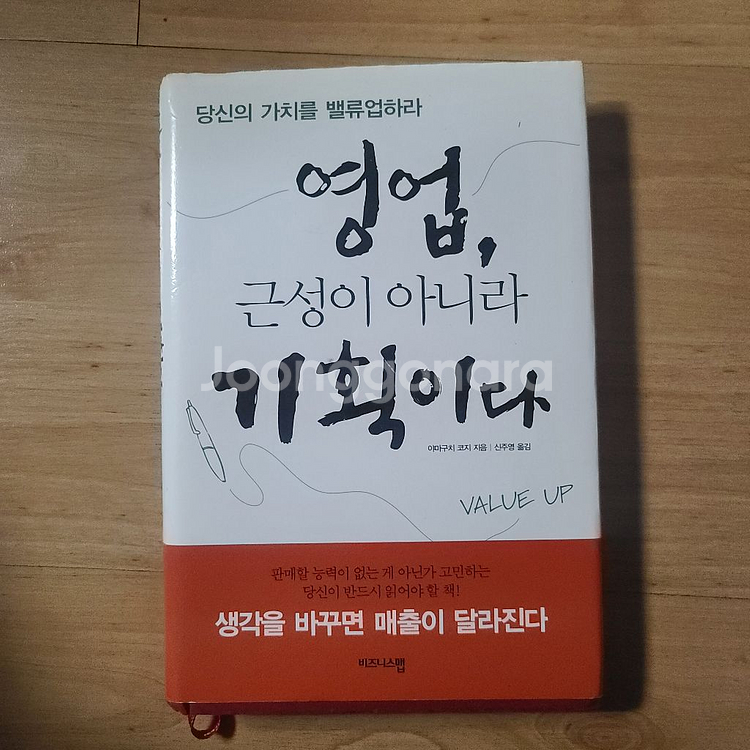 당신의 가치를 밸류업하라
영업,
근성이 아니라
Joonggonara
기획이다
야마구치 코지 지음 | 신주영 옮김
VALUE UP
판매할 능력이 없는 게 아닌가 고민하는
당신이 반드시 읽어야 할 책!
생각을 바꾸면 매출이 달라진다
비즈니스맵